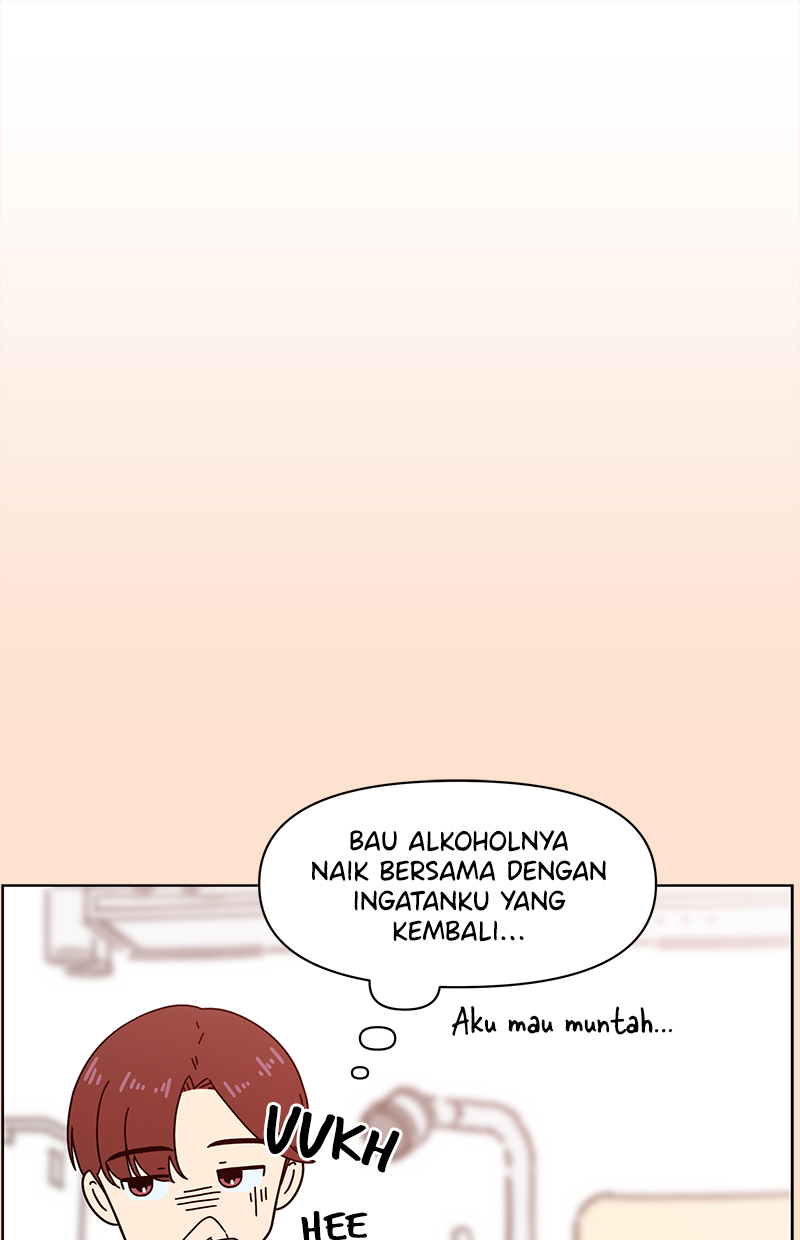 BAU ALKOHOLNYA
NAIK BERSAMA DENGAN
INGATANKU YANG
KEMBALI...
Aku mau muntah...
UUKH
HEE